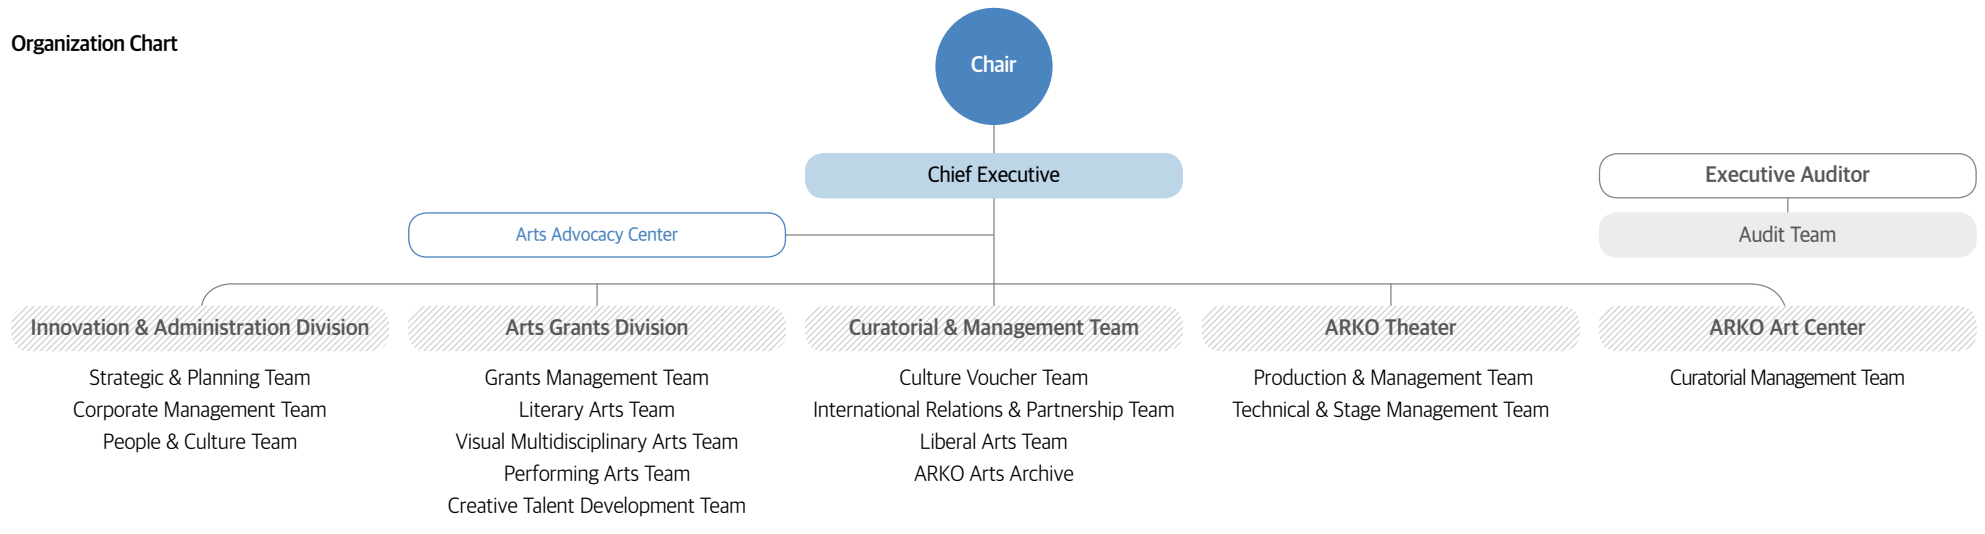 Organization Chart
Chair
Chief Executive
Executive Auditor
Arts Advocacy Center
Audit Team
Innovation & Administration Division
Strategic & Planning Team
Corporate Management Team
People & Culture Team
Arts Grants Division
Grants Management Team
Literary Arts Team
Visual Multidisciplinary Arts Team
Performing Arts Team
Creative Talent Development Team
Curatorial & Management Team
Culture Voucher Team
International Relations & Partnership Team
Liberal Arts Team
ARKO Arts Archive
ARKO Theater
Production & Management Team
Technical & Stage Management Team
ARKO Art Center
Curatorial Management Team